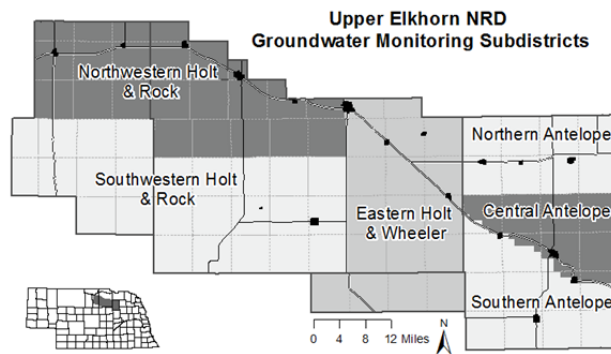 Upper Elkhorn NRD
Groundwater Monitoring Subdistricts
Northwestern Holt
& Rock
Northern Antelope
Southwestern Holt
& Rock
Eastern Holt
& Wheeler
Central Antelope
Southern Antelope
N
0 4 8 12 Miles